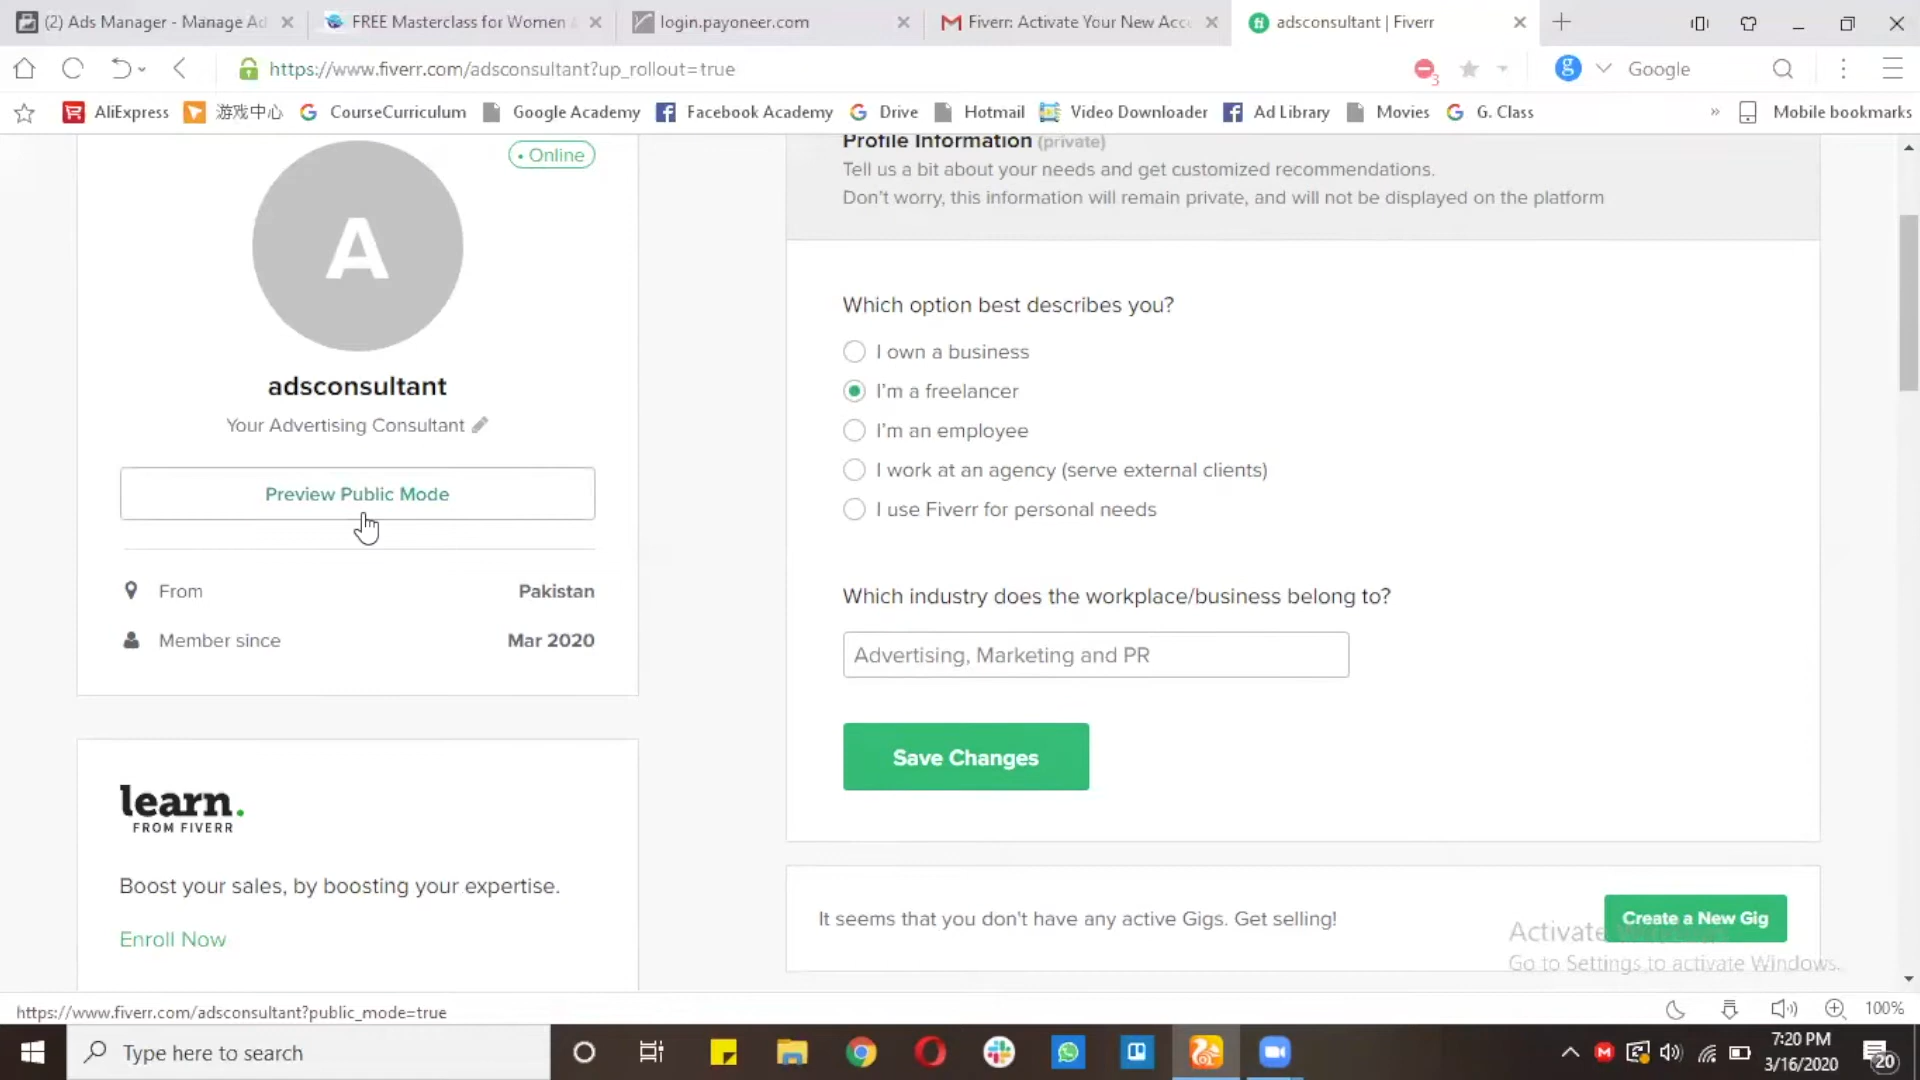 (2) Ads Manager - Manage Ad
FREE Masterclass for Women
login.payoneer.com
Fiverr: Activate Your New Acc
adsconsultant | Fiverr
https://www.fiverr.com/adsconsultant?up_rollout=true
3
Google
AliExpress
游戏中心
CourseCurriculum
Google Academy
Facebook Academy
Drive
Hotmail
Video Downloader
Ad Library
Movies
G. Class
»
Mobile bookmarks
• Online
A
adsconsultant
Your Advertising Consultant
Preview Public Mode
From
Pakistan
Member since
Mar 2020
learn.
FROM FIVERR
Boost your sales, by boosting your expertise.
Enroll Now
Profile Information (private)
Tell us a bit about your needs and get customized recommendations.
Don't worry, this information will remain private, and will not be displayed on the platform
Which option best describes you?
I own a business
I'm a freelancer
I'm an employee
I work at an agency (serve external clients)
I use Fiverr for personal needs
Which industry does the workplace/business belong to?
Advertising, Marketing and PR
Save Changes
It seems that you don't have any active Gigs. Get selling!
Create a New Gig
Activate Windows
Go to Settings to activate Windows.
https://www.fiverr.com/adsconsultant?public_mode=true
100%
Type here to search
7:20 PM
3/16/2020
20